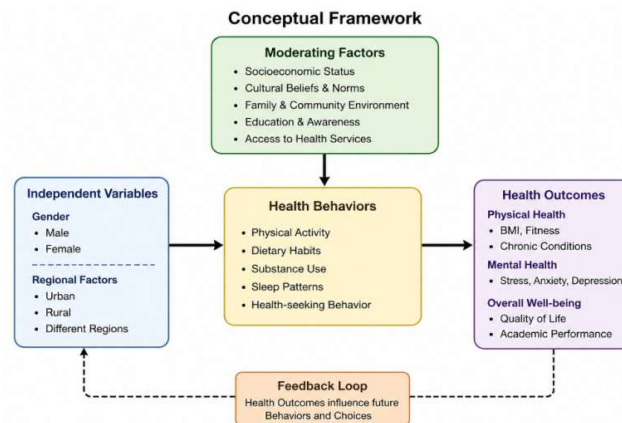 Conceptual Framework
Moderating Factors
• Socioeconomic Status
• Cultural Beliefs & Norms
• Family & Community Environment
• Education & Awareness
• Access to Health Services
Independent Variables
Gender
• Male
• Female
Regional Factors
• Urban
• Rural
• Different Regions
Health Behaviors
• Physical Activity
• Dietary Habits
• Substance Use
• Sleep Patterns
• Health-seeking Behavior
Health Outcomes
Physical Health
• BMI, Fitness
• Chronic Conditions
Mental Health
• Stress, Anxiety, Depression
Overall Well-being
• Quality of Life
• Academic Performance
Feedback Loop
Health Outcomes influence future
Behaviors and Choices